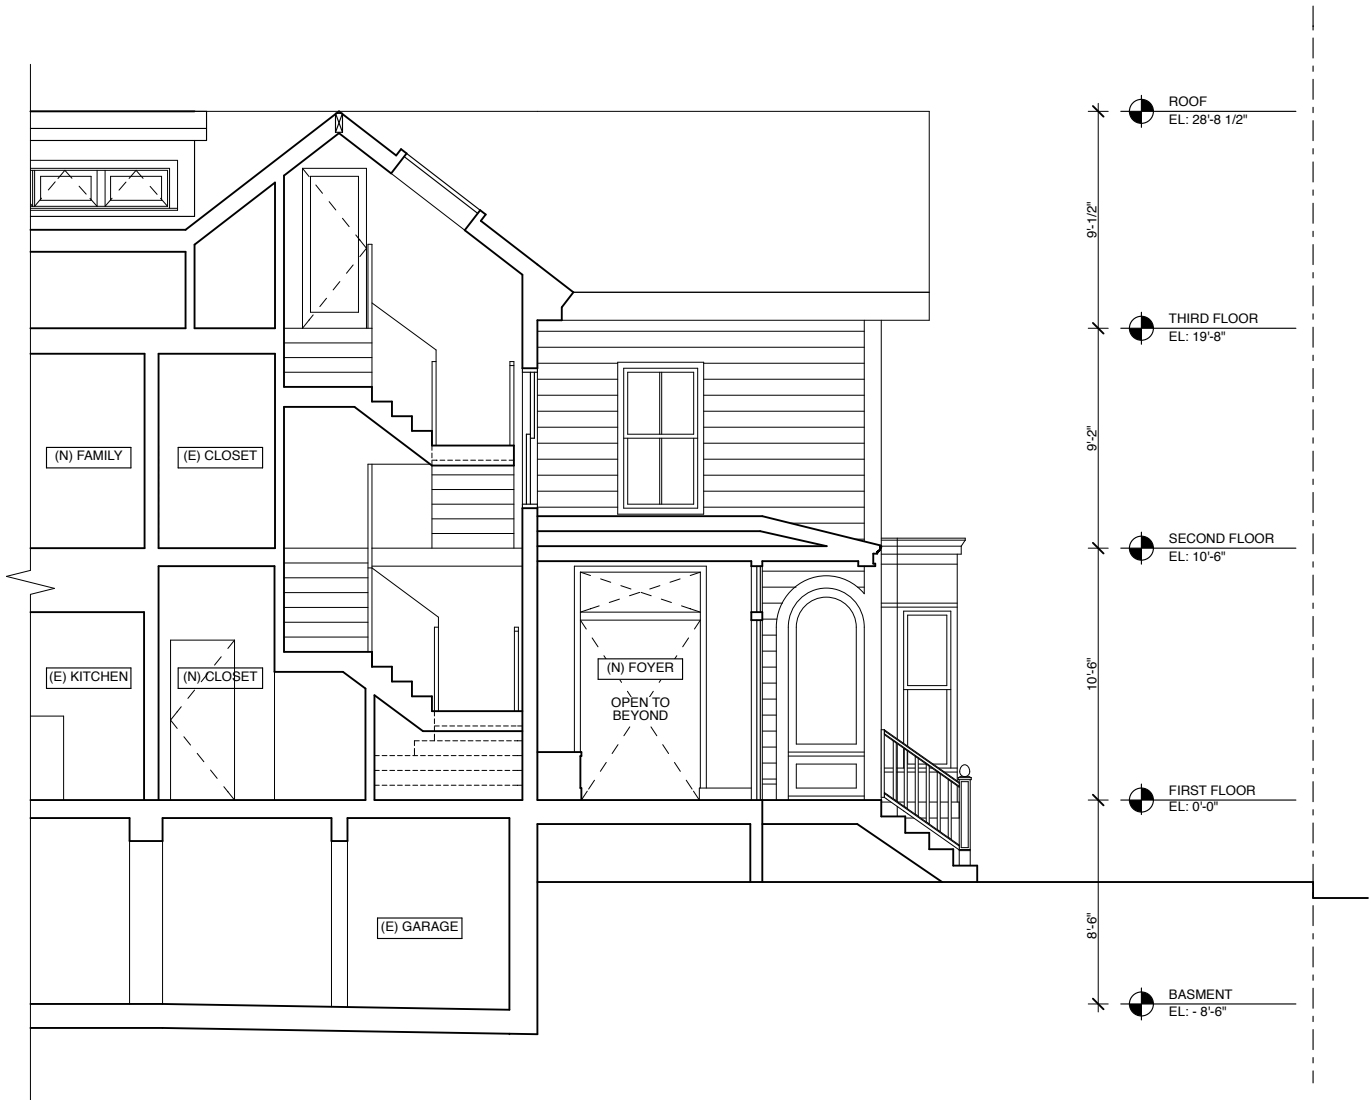 ROOF
EL: 28'-8 1/2"
9'-1/2"
THIRD FLOOR
EL: 19'-8"
9'-2"
(N) FAMILY
(E) CLOSET
SECOND FLOOR
EL: 10'-6"
10'-6"
(E) KITCHEN
(N) CLOSET
(N) FOYER
OPEN TO
BEYOND
FIRST FLOOR
EL: 0'-0"
8'-6"
(E) GARAGE
BASMENT
EL: - 8'-6"